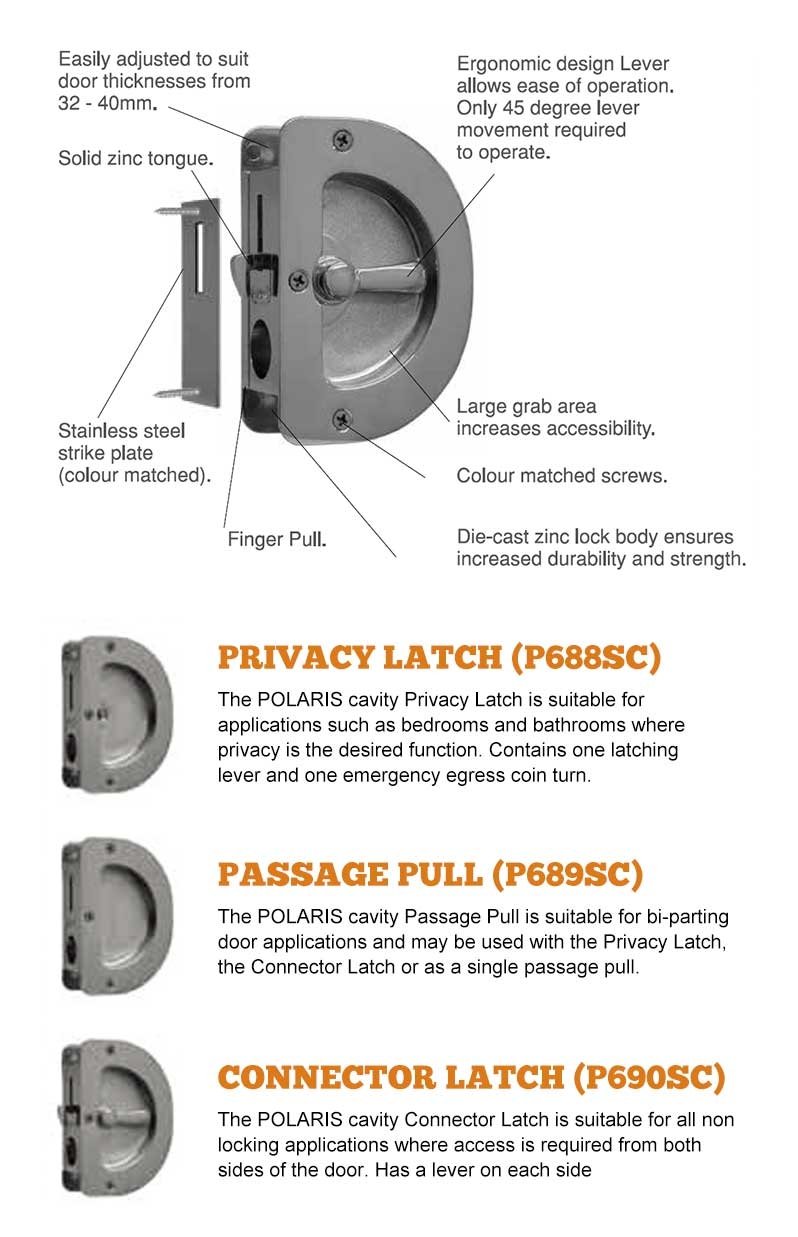 Easily adjusted to suit
door thicknesses from
32 - 40mm.
Solid zinc tongue.
Ergonomic design Lever
allows ease of operation.
Only 45 degree lever
movement required
to operate.
Stainless steel
strike plate
(colour matched).
Finger Pull.
Large grab area
increases accessibility.
Colour matched screws.
Die-cast zinc lock body ensures
increased durability and strength.
PRIVACY LATCH (P688SC)
The POLARIS cavity Privacy Latch is suitable for
applications such as bedrooms and bathrooms where
privacy is the desired function. Contains one latching
lever and one emergency egress coin turn.
PASSAGE PULL (P689SC)
The POLARIS cavity Passage Pull is suitable for bi-parting
door applications and may be used with the Privacy Latch,
the Connector Latch or as a single passage pull.
CONNECTOR LATCH (P690SC)
The POLARIS cavity Connector Latch is suitable for all non
locking applications where access is required from both
sides of the door. Has a lever on each side